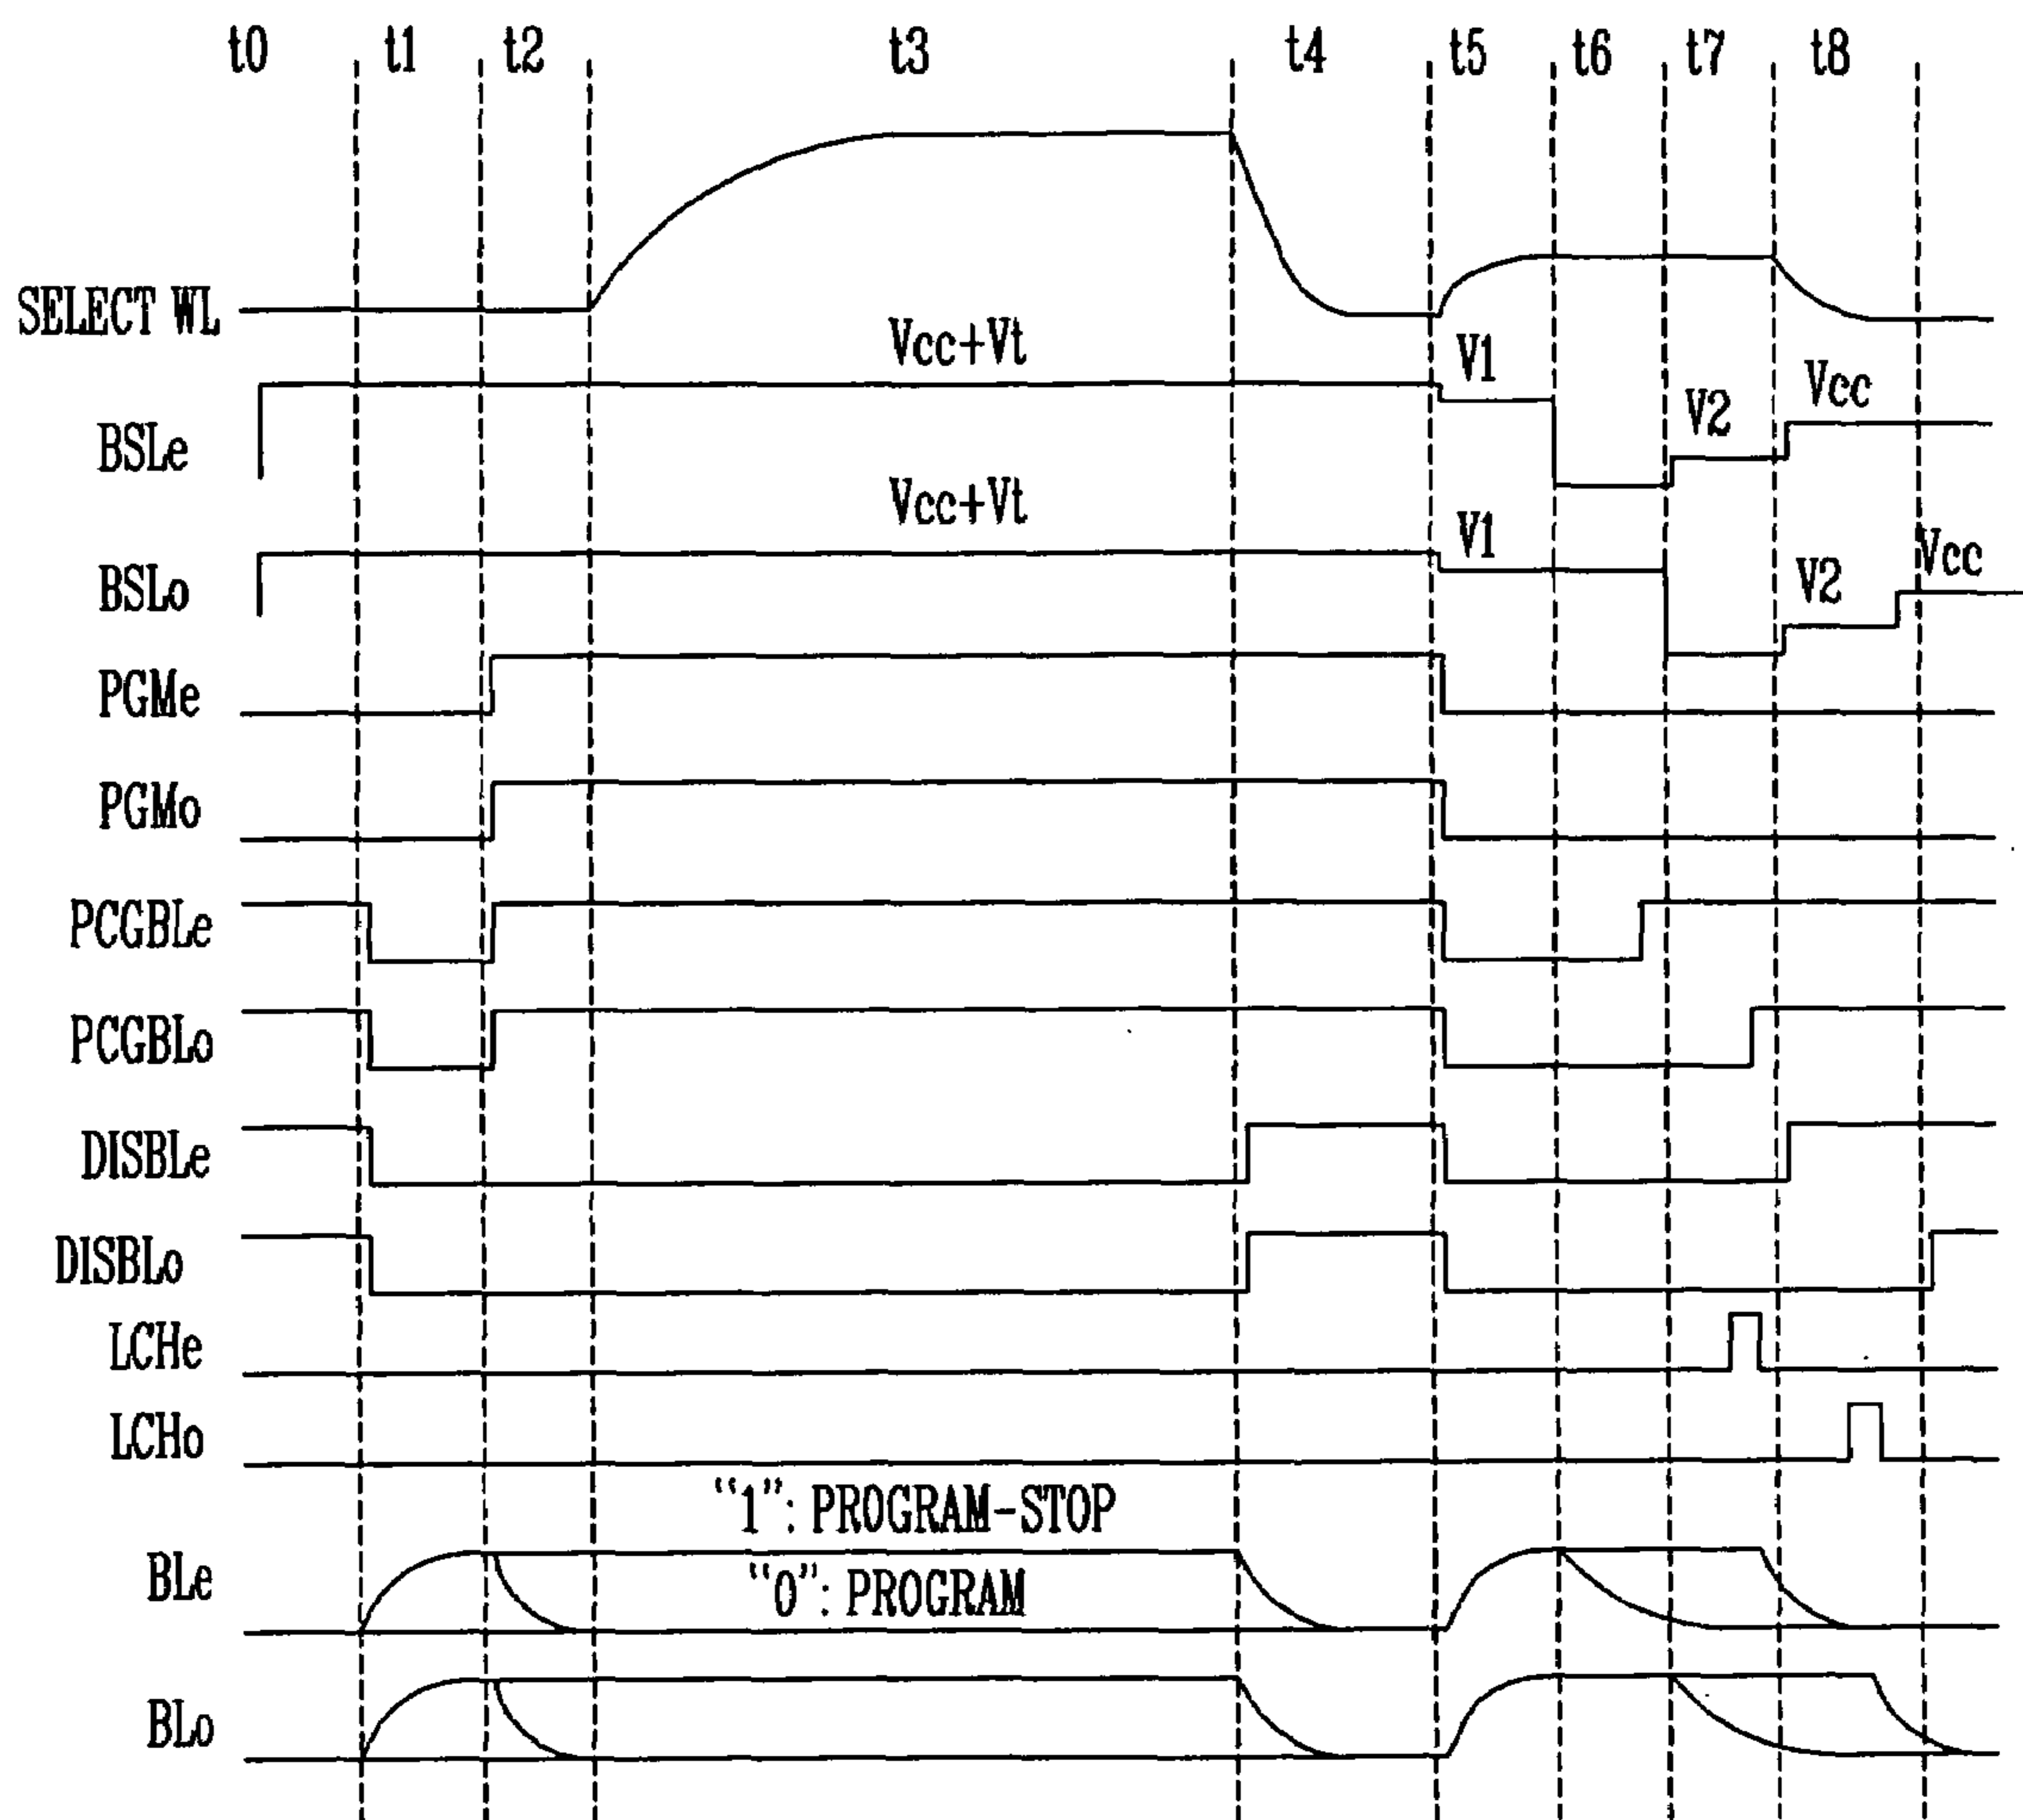 t0 t1 t2 t3 t4 t5 t6 t7 t8
SELECT WL
Vcc+Vt V1 V2 Vcc
BSLe
Vcc+Vt V1 V2 Vcc
BSLo
PGMe
PGMo
PCGBLe
PCGBLo
DISBLe
DISBLo
LCHe
LCHo
“1”: PROGRAM-STOP
BLe
“0”: PROGRAM
BLo